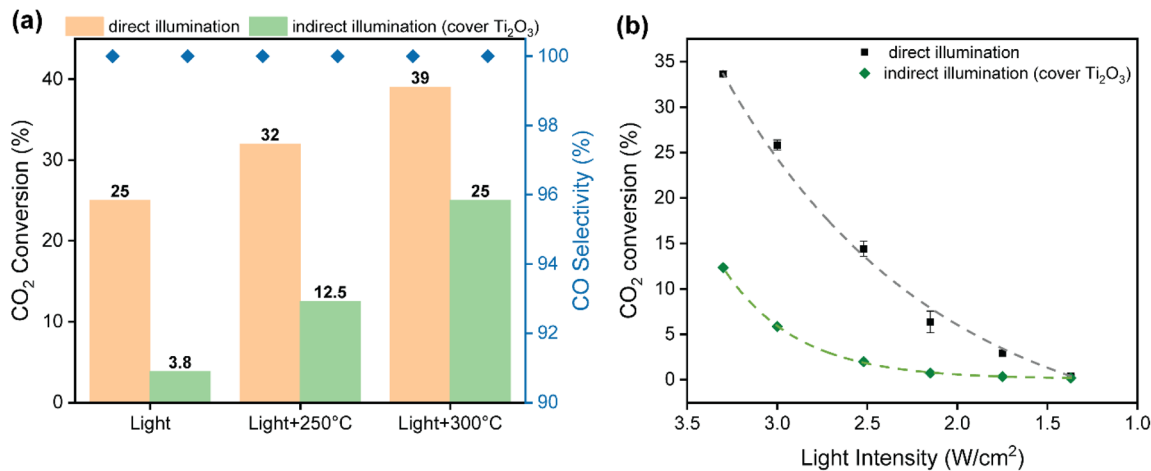 (a)
direct illumination
indirect illumination (cover Ti₂O₃)
CO₂ Conversion (%)
40
30
20
10
0
25
3.8
32
12.5
39
25
Light
Light+250°C
Light+300°C
100
98
96
94
92
90
CO Selectivity (%)
(b)
direct illumination
indirect illumination (cover Ti₂O₃)
CO₂ conversion (%)
35
30
25
20
15
10
5
0
3.5
3.0
2.5
2.0
1.5
1.0
Light Intensity (W/cm²)